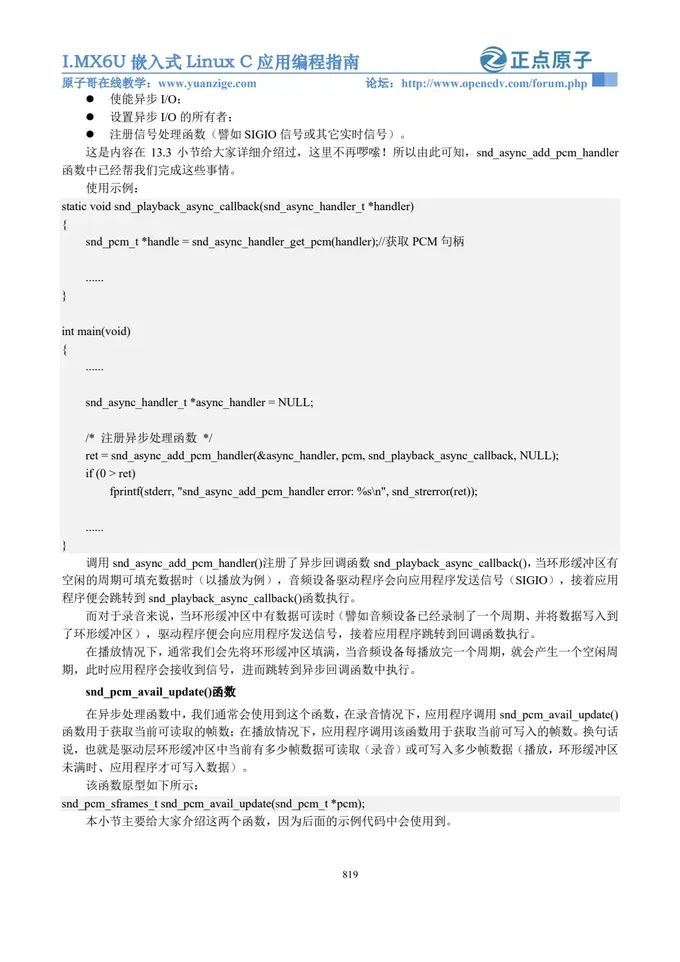 I.MX6U 嵌入式 Linux C 应用编程指南
正点原子
原子哥在线教学：www.yuanzige.com 论坛：http://www.openedv.com/forum.php
● 使能异步 I/O；
● 设置异步 I/O 的所有者；
● 注册信号处理函数（譬如 SIGIO 信号或其它实时信号）。
这是内容在 13.3 小节给大家详细介绍过，这里不再啰嗦！所以由此可知，snd_async_add_pcm_handler
函数中已经帮我们完成这些事情。
使用示例：
static void snd_playback_async_callback(snd_async_handler_t *handler)
{
snd_pcm_t *handle = snd_async_handler_get_pcm(handler);//获取 PCM 句柄
......
}
int main(void)
{
......
snd_async_handler_t *async_handler = NULL;
/* 注册异步处理函数 */
ret = snd_async_add_pcm_handler(&async_handler, pcm, snd_playback_async_callback, NULL);
if (0 > ret)
fprintf(stderr, "snd_async_add_pcm_handler error: %s\n", snd_strerror(ret));
......
}
调用 snd_async_add_pcm_handler()注册了异步回调函数 snd_playback_async_callback()，当环形缓冲区有
空闲的周期可填充数据时（以播放为例），音频设备驱动程序会向应用程序发送信号（SIGIO），接着应用
程序便会跳转到 snd_playback_async_callback()函数执行。
而对于录音来说，当环形缓冲区中有数据可读时（譬如音频设备已经录制了一个周期、并将数据写入到
了环形缓冲区），驱动程序便会向应用程序发送信号，接着应用程序跳转到回调函数执行。
在播放情况下，通常我们会先将环形缓冲区填满，当音频设备每播放完一个周期，就会产生一个空闲周
期，此时应用程序会接收到信号，进而跳转到异步回调函数中执行。
snd_pcm_avail_update()函数
在异步处理函数中，我们通常会使用到这个函数，在录音情况下，应用程序调用 snd_pcm_avail_update()
函数用于获取当前可读取的帧数；在播放情况下，应用程序调用该函数用于获取当前可写入的帧数。换句话
说，也就是驱动层环形缓冲区中当前有多少帧数据可读取（录音）或可写入多少帧数据（播放，环形缓冲区
未满时、应用程序才可写入数据）。
该函数原型如下所示：
snd_pcm_sframes_t snd_pcm_avail_update(snd_pcm_t *pcm);
本小节主要给大家介绍这两个函数，因为后面的示例代码中会使用到。
819